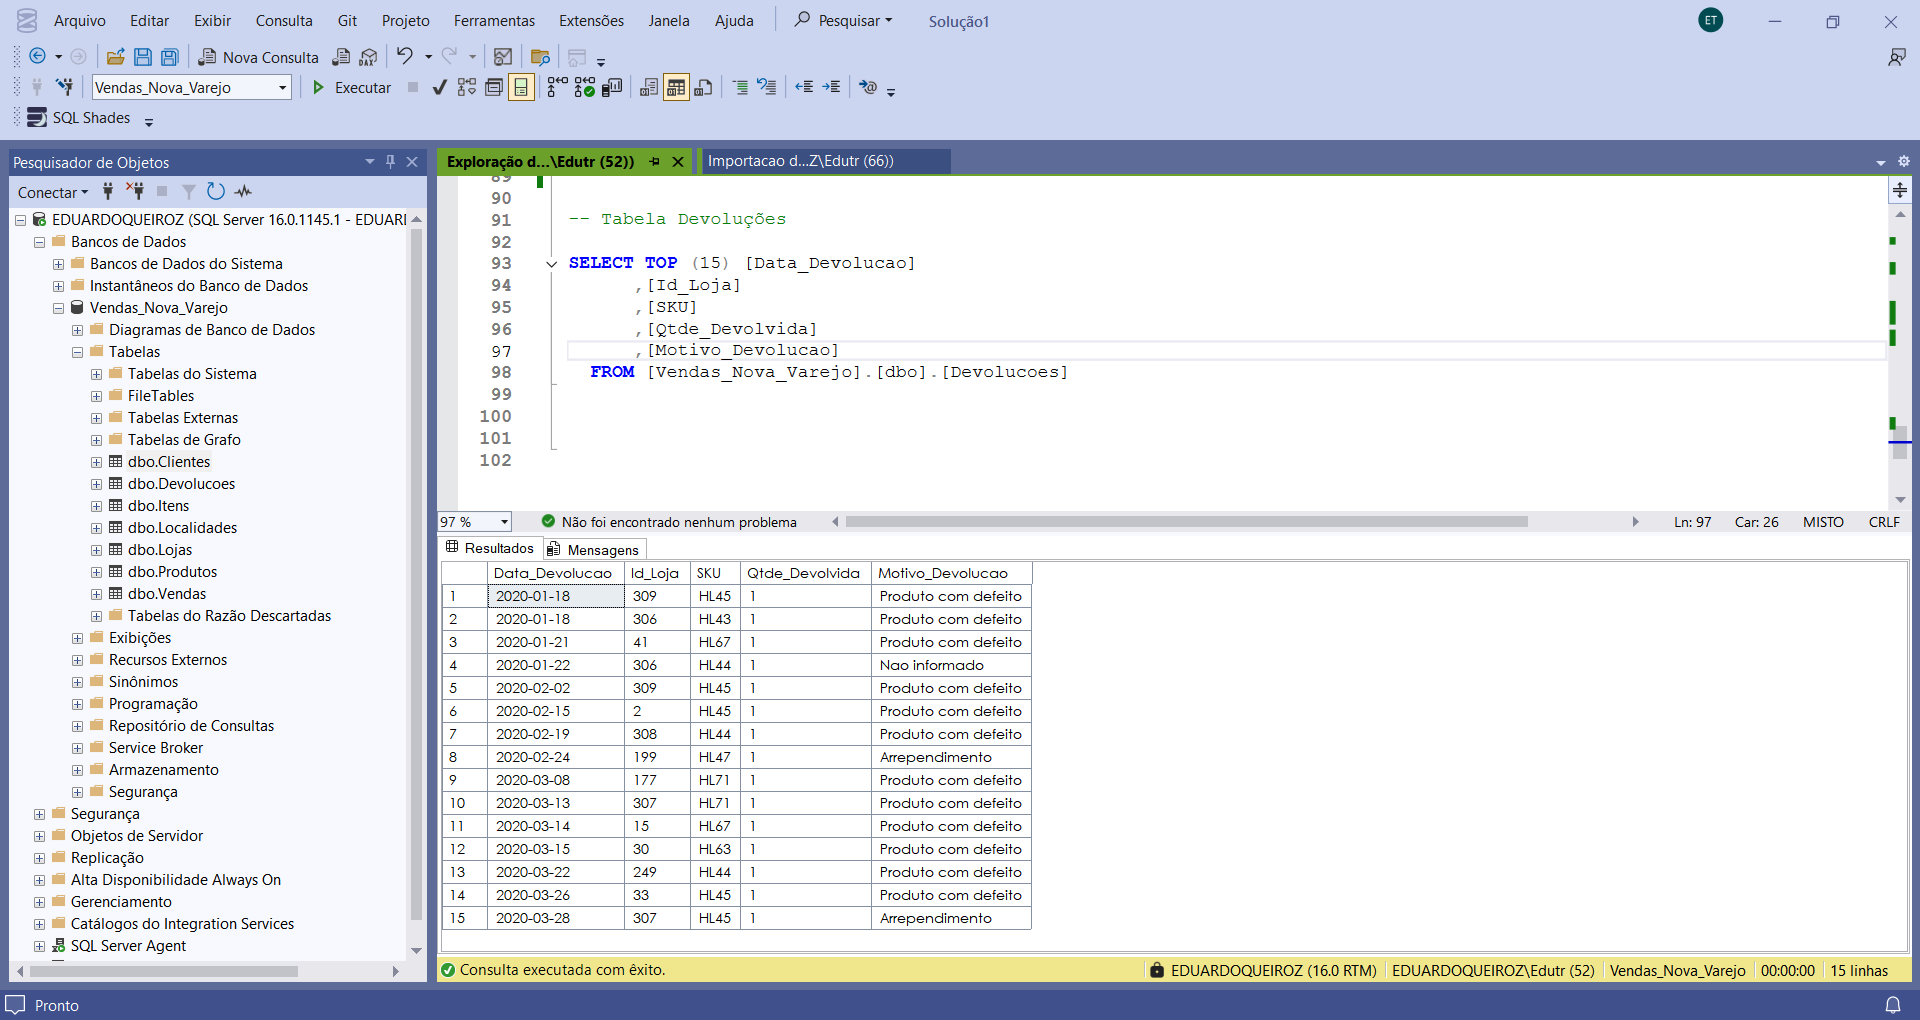 Arquivo Editar Exibir Consulta Git Projeto Ferramentas Extensões Janela Ajuda Pesquisar Solução1 ET
Nova Consulta DAX
Vendas_Nova_Varejo Executar
SQL Shades
Pesquisador de Objetos
Conectar
EDUARDOQUEIROZ (SQL Server 16.0.1145.1 - EDUARI
Bancos de Dados
Bancos de Dados do Sistema
Instantâneos do Banco de Dados
Vendas_Nova_Varejo
Diagramas de Banco de Dados
Tabelas
Tabelas do Sistema
FileTables
Tabelas Externas
Tabelas de Grafo
dbo.Clientes
dbo.Devolucoes
dbo.Itens
dbo.Localidades
dbo.Lojas
dbo.Produtos
dbo.Vendas
Tabelas do Razão Descartadas
Exibições
Recursos Externos
Sinônimos
Programação
Repositório de Consultas
Service Broker
Armazenamento
Segurança
Segurança
Objetos de Servidor
Replicação
Alta Disponibilidade Always On
Gerenciamento
Catálogos do Integration Services
SQL Server Agent
Exploração d...\Edutr (52)) Importacao d...Z\Edutr (66))
89
90
91 -- Tabela Devoluções
92
93 SELECT TOP (15) [Data_Devolucao]
94 ,[Id_Loja]
95 ,[SKU]
96 ,[Qtde_Devolvida]
97 ,[Motivo_Devolucao]
98 FROM [Vendas_Nova_Varejo].[dbo].[Devolucoes]
99
100
101
102
97 % Não foi encontrado nenhum problema Ln: 97 Car: 26 MISTO CRLF
Resultados Mensagens
Data_Devolucao Id_Loja SKU Qtde_Devolvida Motivo_Devolucao
1 2020-01-18 309 HL45 1 Produto com defeito
2 2020-01-18 306 HL43 1 Produto com defeito
3 2020-01-21 41 HL67 1 Produto com defeito
4 2020-01-22 306 HL44 1 Nao informado
5 2020-02-02 309 HL45 1 Produto com defeito
6 2020-02-15 2 HL45 1 Produto com defeito
7 2020-02-19 308 HL44 1 Produto com defeito
8 2020-02-24 199 HL47 1 Arrependimento
9 2020-03-08 177 HL71 1 Produto com defeito
10 2020-03-13 307 HL71 1 Produto com defeito
11 2020-03-14 15 HL67 1 Produto com defeito
12 2020-03-15 30 HL63 1 Produto com defeito
13 2020-03-22 249 HL44 1 Produto com defeito
14 2020-03-26 33 HL45 1 Produto com defeito
15 2020-03-28 307 HL45 1 Arrependimento
Consulta executada com êxito. EDUARDOQUEIROZ (16.0 RTM) EDUARDOQUEIROZ\Edutr (52) Vendas_Nova_Varejo 00:00:00 15 linhas
Pronto